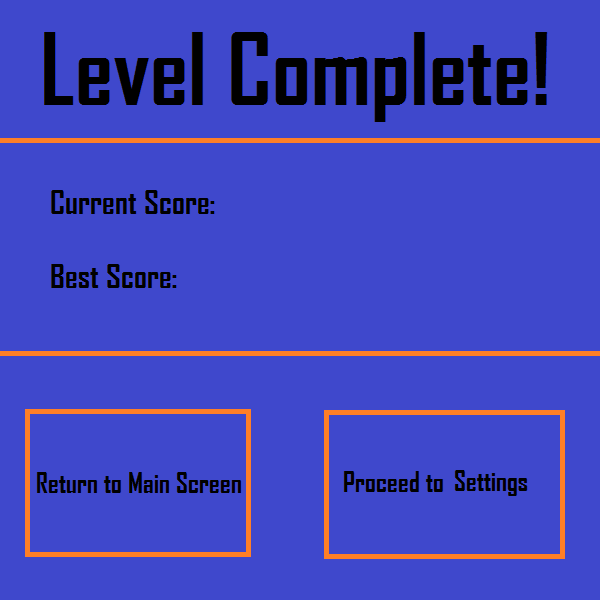 Level Complete!
Current Score:
Best Score:
Return to Main Screen
Proceed to Settings